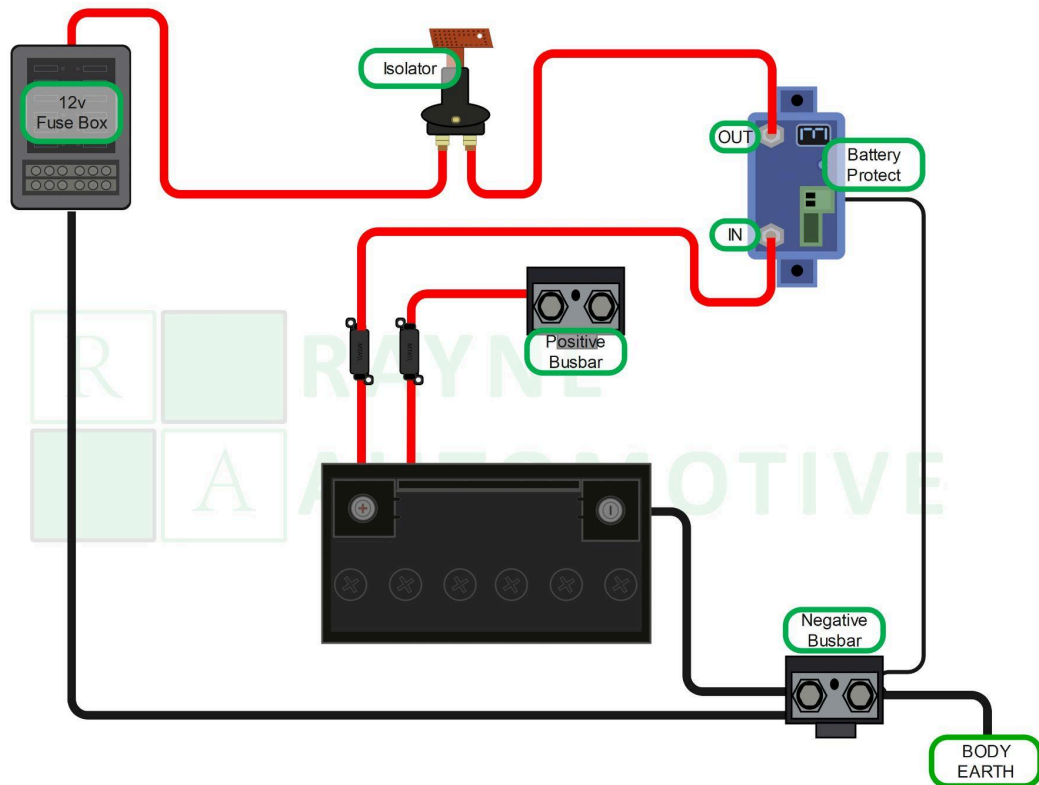 Isolator
12v
Fuse Box
OUT
Battery
Protect
IN
Positive
Busbar
R
RAYNE
A
AUTOMOTIVE
Negative
Busbar
BODY
EARTH